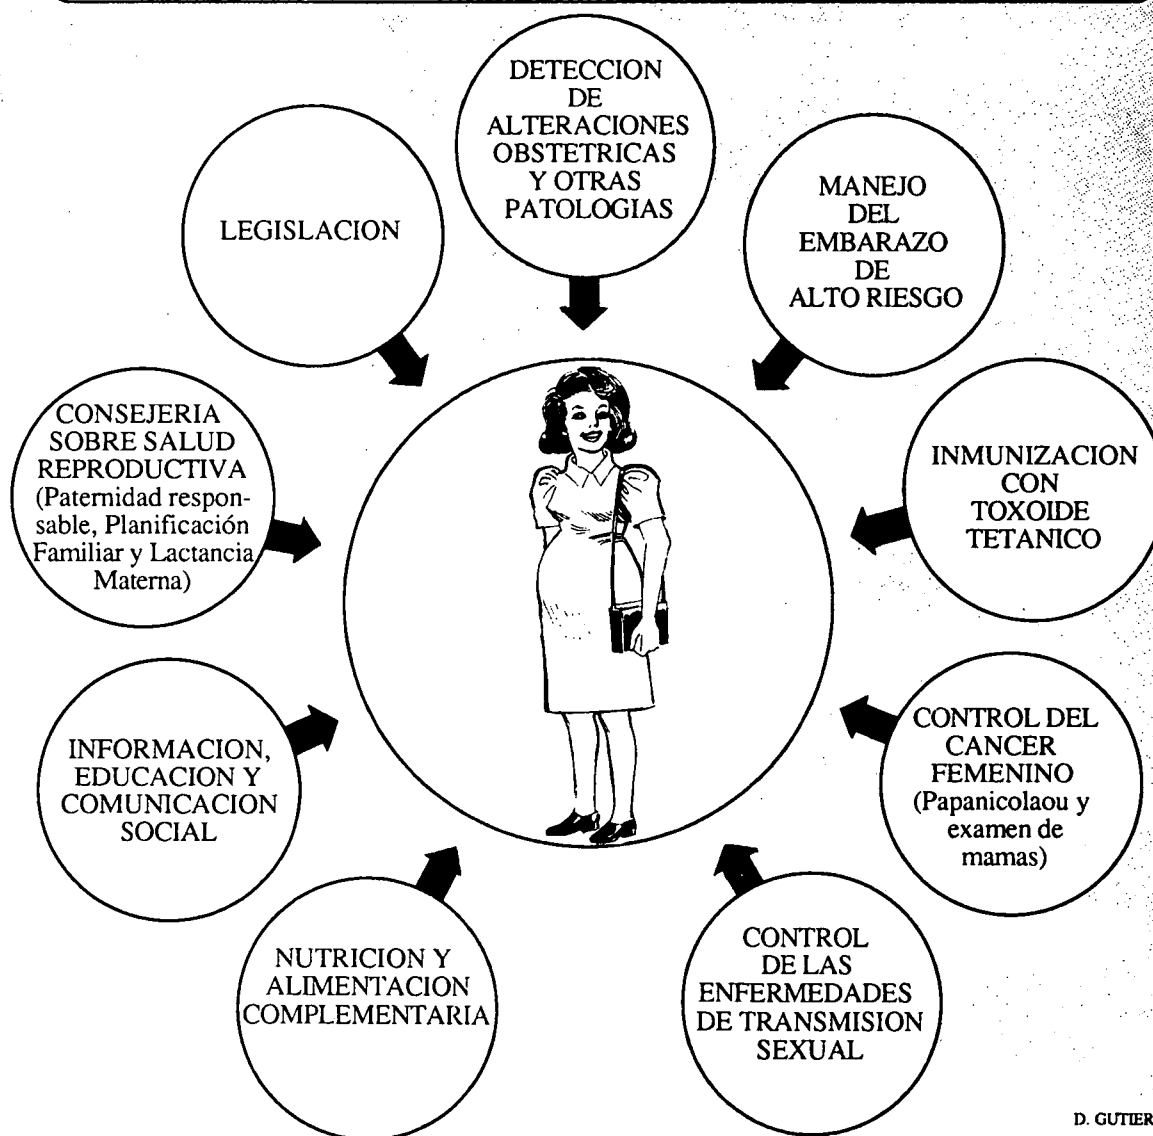 DETECCION
DE
ALTERACIONES
OBSTETRICAS
Y OTRAS
PATOLOGIAS
MANEJO
DEL
EMBARAZO
DE
ALTO RIESGO
LEGISLACION
CONSEJERIA
SOBRE SALUD
REPRODUCTIVA
(Paternidad respon-
sable, Planificación
Familiar y Lactancia
Materna)
INMUNIZACION
CON
TOXOIDE
TETANICO
INFORMACION,
EDUCACION Y
COMUNICACION
SOCIAL
CONTROL DEL
CANCER
FEMENINO
(Papanicolaou y
examen de
mamas)
NUTRICION Y
ALIMENTACION
COMPLEMENTARIA
CONTROL
DE LAS
ENFERMEDADES
DE TRANSMISION
SEXUAL
D. GUTIER